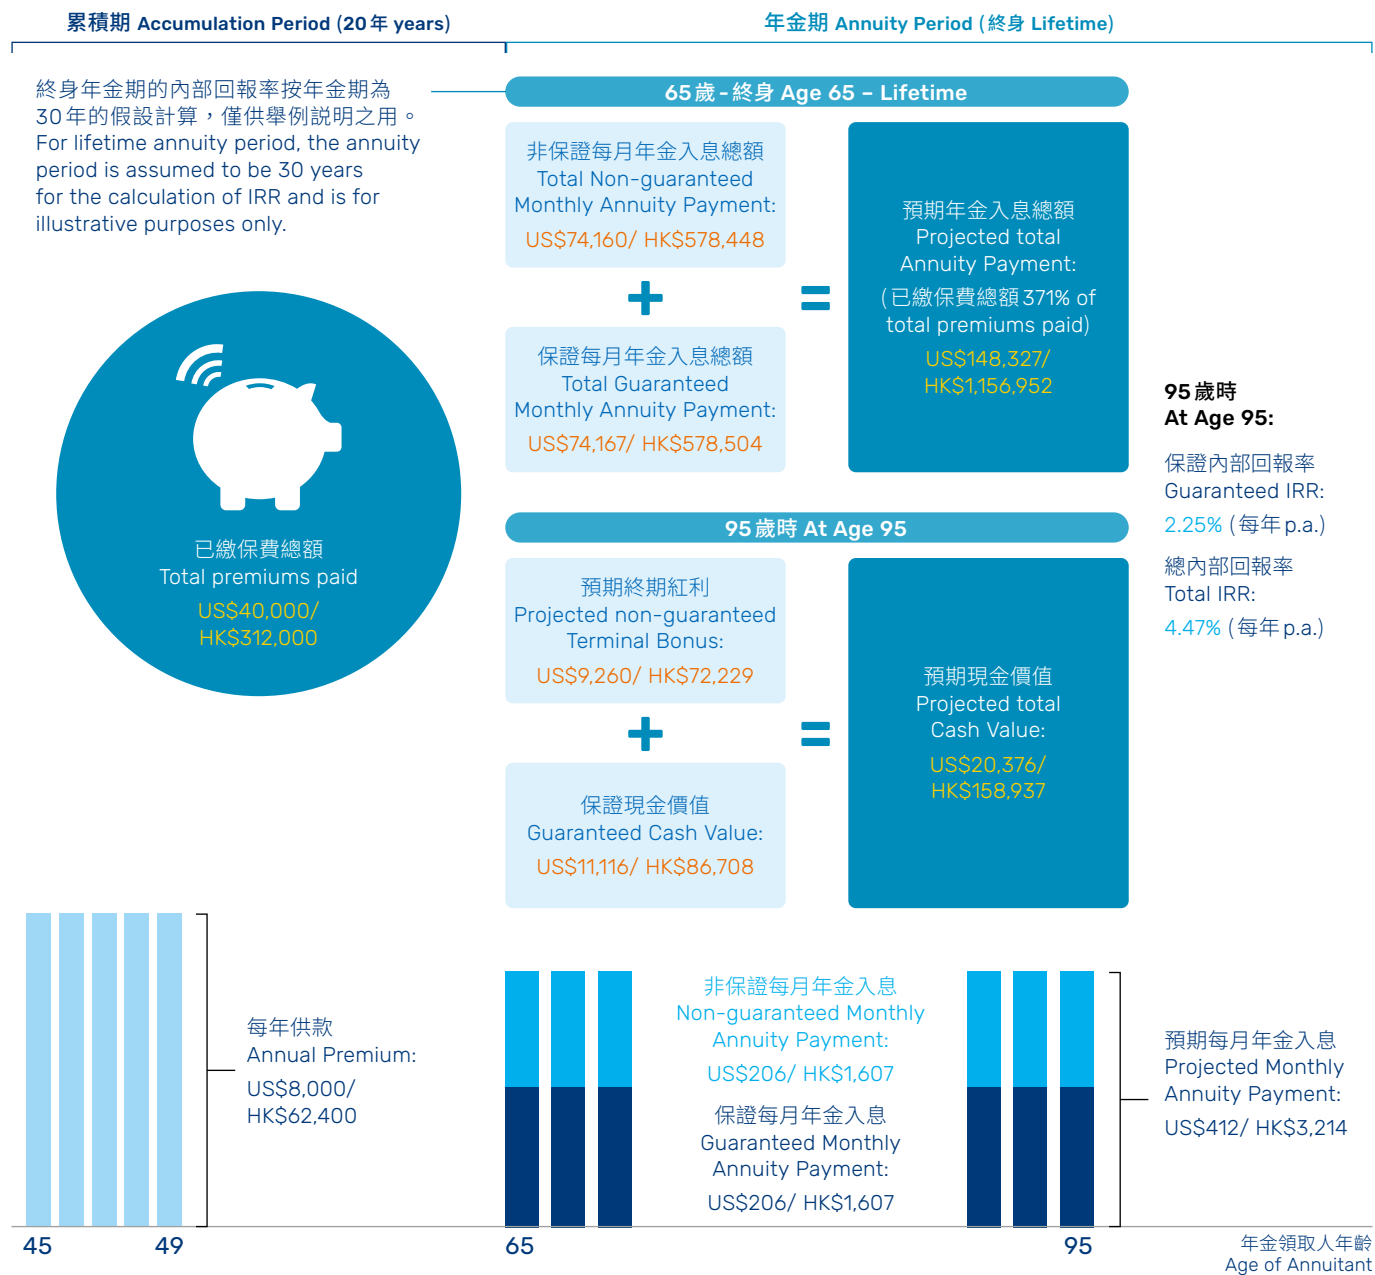 累積期 Accumulation Period (20年 years)
年金期 Annuity Period (終身 Lifetime)
終身年金期的內部回報率按年金期為
30年的假設計算，僅供舉例説明之用。
For lifetime annuity period, the annuity
period is assumed to be 30 years
for the calculation of IRR and is for
illustrative purposes only.
65歲-終身 Age 65 – Lifetime
非保證每月年金入息總額
Total Non-guaranteed
Monthly Annuity Payment:
US$74,160/ HK$578,448
+
保證每月年金入息總額
Total Guaranteed
Monthly Annuity Payment:
US$74,167/ HK$578,504
=
預期年金入息總額
Projected total
Annuity Payment:
(已繳保費總額371% of
total premiums paid)
US$148,327/
HK$1,156,952
已繳保費總額
Total premiums paid
US$40,000/
HK$312,000
95歲時 At Age 95
預期終期紅利
Projected non-guaranteed
Terminal Bonus:
US$9,260/ HK$72,229
+
保證現金價值
Guaranteed Cash Value:
US$11,116/ HK$86,708
=
預期現金價值
Projected total
Cash Value:
US$20,376/
HK$158,937
95歲時
At Age 95:
保證內部回報率
Guaranteed IRR:
2.25% (每年p.a.)
總內部回報率
Total IRR:
4.47% (每年p.a.)
每年供款
Annual Premium:
US$8,000/
HK$62,400
非保證每月年金入息
Non-guaranteed Monthly
Annuity Payment:
US$206/ HK$1,607
保證每月年金入息
Guaranteed Monthly
Annuity Payment:
US$206/ HK$1,607
預期每月年金入息
Projected Monthly
Annuity Payment:
US$412/ HK$3,214
45
49
65
95
年金領取人年齡
Age of Annuitant